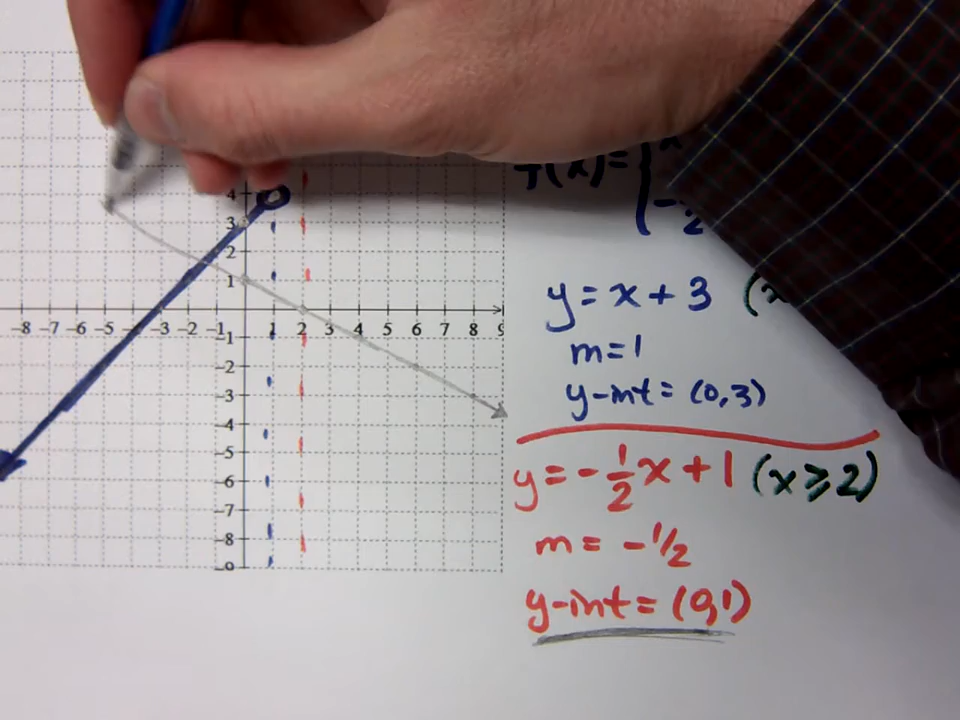 4
3
2
1
-8 -7 -6 -5 -4 -3 -2 -1 1 2 3 4 5 6 7 8 9
-1
-2
-3
-4
-5
-6
-7
-8
-9
f(x)= {
y = x + 3 (
m=1
y-int = (0,3)
y = -1/2 x + 1 (x ≥ 2)
m = -1/2
y-int = (0,1)